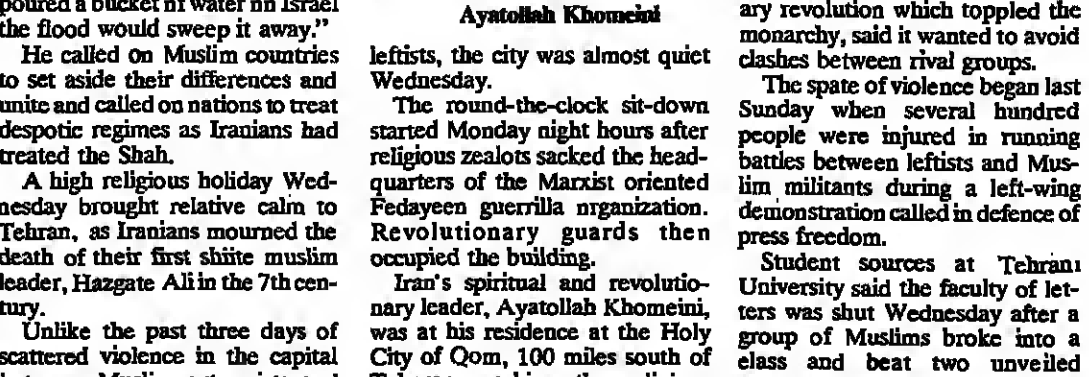 poured a bucket nf water nn Israel
the flood would sweep it away.”
He called on Muslim countries
to set aside their differences and
unite and called oo nations to treat
despotic regimes as Iranians had
treated the Shah.
A high religious holiday Wed-
nesday brought relative calm to
Tehran, as Iranians mourned the
death of their first shiite muslim
leader, Hazgate Ali in the 7th cen-
tury.
Unlike the past three days of
scattered violence in the capital
Ayatollah Khomeini
leftists, the city was almost quiet
Wednesday.
The round-the-clock sit-down
started Monday night hours after
religious zealots sacked the head-
quarters of the Marxist oriented
Fedayeen guerrilla nrganization.
Revolutionary guards then
occupied the building.
Iran's spiritual and revolutio-
nary leader, Ayatollah Khomeini,
was at his residence at the Holy
City of Qom, 100 miles south of
ary revolution which toppled the
monarchy, said it wanted to avoid
clashes between rival groups.
The spate of violence began last
Sunday when several hundred
people were injured in running
battles between leftists and Mus-
lim militants during a left-wing
demonstration called in defence of
press freedom.
Student sources at Tehran
University said the faculty of let-
ters was shut Wednesday after a
group of Muslims broke into a
elass and beat two unveiled